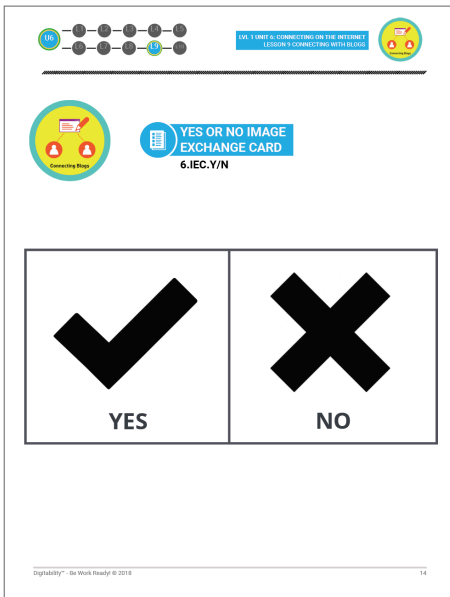 U6
L1 L2 L3 L4 L5
L6 L7 L8 L9 L10
LVL 1 UNIT 6: CONNECTING ON THE INTERNET
LESSON 9 CONNECTING WITH BLOGS
Connecting Blogs
Connecting Blogs
YES OR NO IMAGE
EXCHANGE CARD
6.IEC.Y/N
YES
NO
Digitability™ - Be Work Ready! © 2018
14